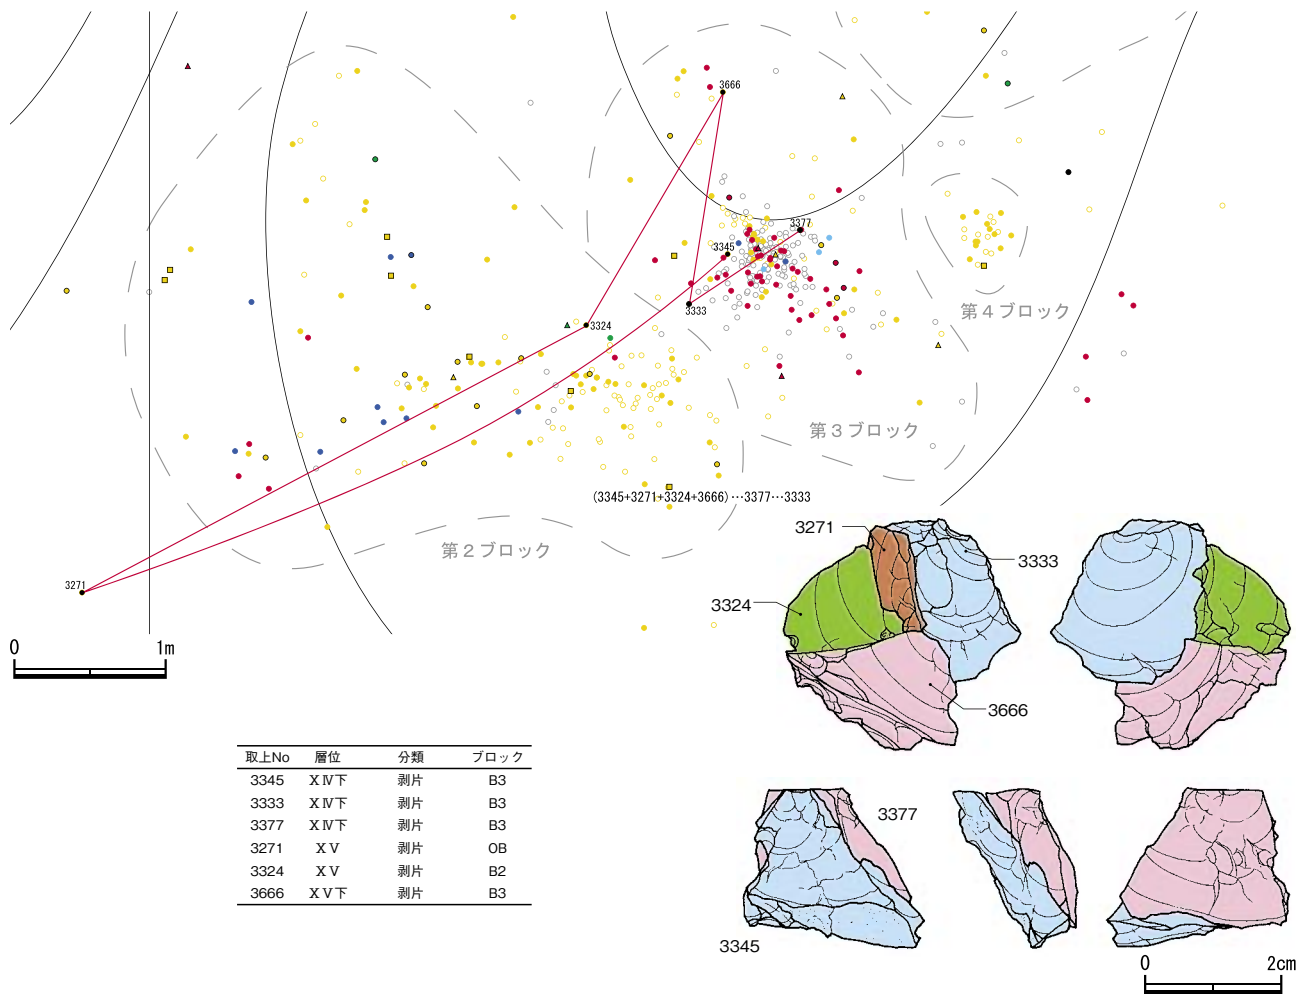 3666
3377
3345
3333
3324
第４ブロック
第３ブロック
(3345+3271+3324+3666)…3377…3333
第２ブロック
3271
0 1m
3271
3333
3324
3666
取上No 層位 分類 ブロック
3345 ⅩⅣ下 剥片 B3
3333 ⅩⅣ下 剥片 B3
3377 ⅩⅣ下 剥片 B3
3271 ⅩⅤ 剥片 OB
3324 ⅩⅤ 剥片 B2
3666 ⅩⅤ下 剥片 B3
3377
3345
0 2cm